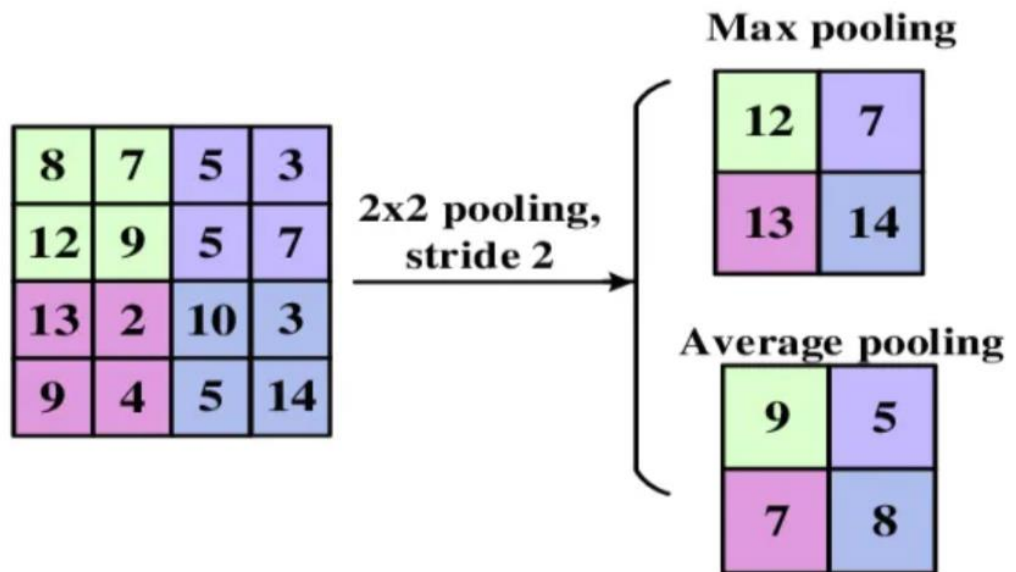 8 7 5 3
12 9 5 7
13 2 10 3
9 4 5 14
2x2 pooling,
stride 2
Max pooling
12 7
13 14
Average pooling
9 5
7 8